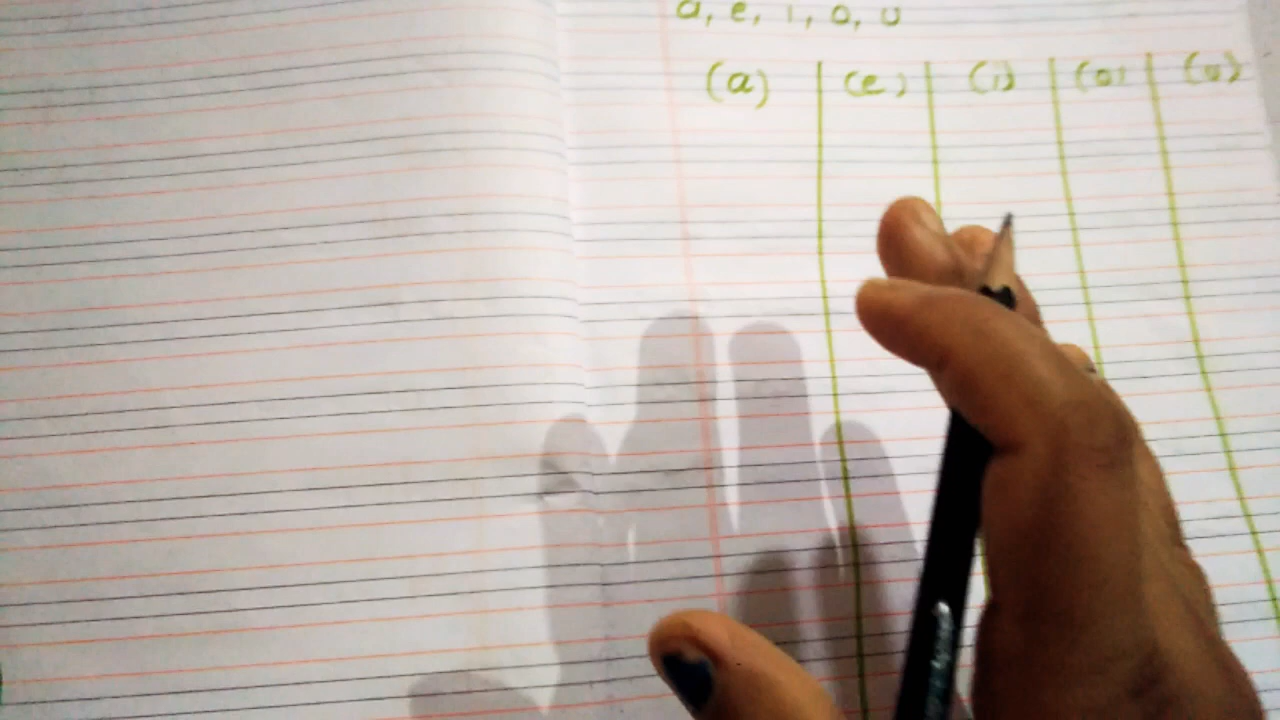 a, e, i, o, u
(a) (e) (i) (o) (u)